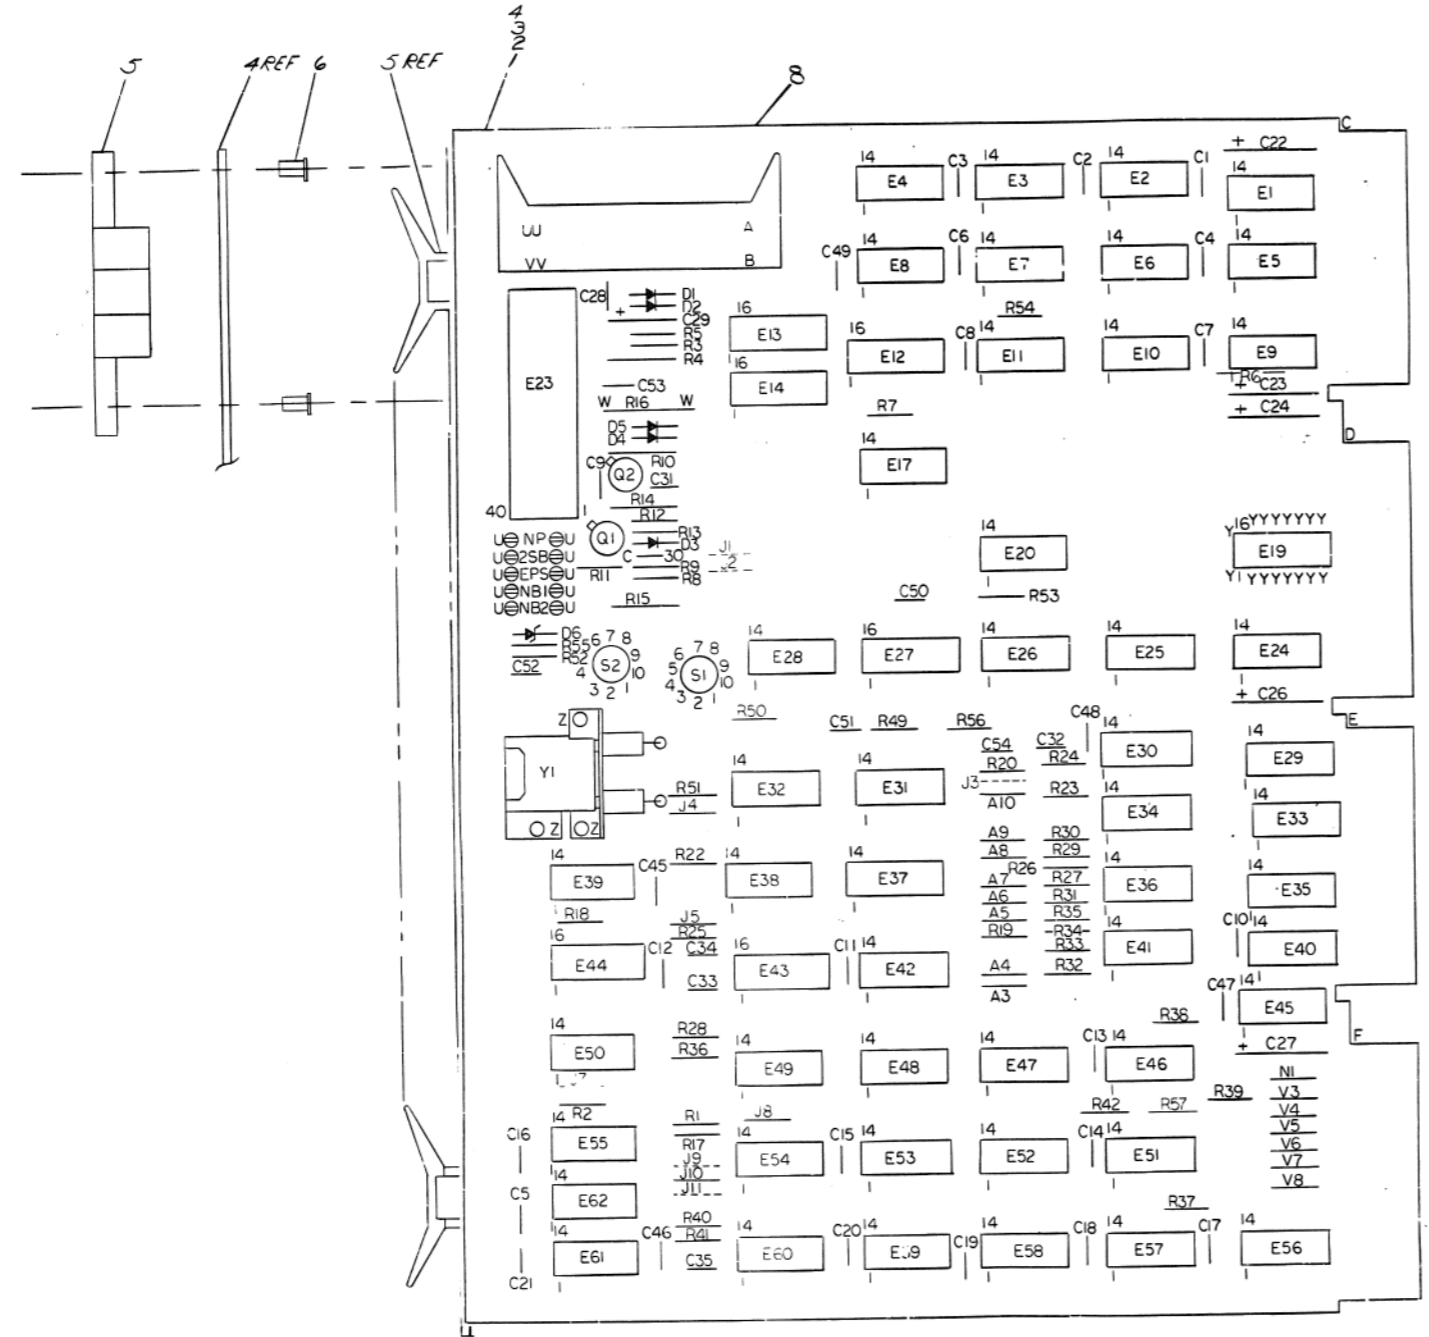 4
3
2
5
4 REF
6
5 REF
8
C
+ C22
14 E4
C3
14 E3
C2
14 E2
C1
14 E1
UU A
VV B
C49
14 E8
C6
14 E7
14 E6
C4
14 E5
C28
D1
D2
+ C29
R5
R3
R4
16 E13
R54
16 E12
C8
14 E11
14 E10
C7
14 E9
E23
16 E14
R6
+ C23
+ C24
C53
W R16 W
R7
D5
D4
D
R10
C9
Q2
C31
14 E17
R14
40
1
R12
Q1
R13
D3
C 30
R9
R8
R11
R15
U NP U
U 2SB U
U EPS U
U NB1 U
U NB2 U
J1
J2
14 E20
R53
C50
Y 16 YYYYYYY
E19
Y 1 YYYYYYY
D6
R55
R52
C52
6 7 8
S2
9
10
4
3 2 1
6 7 8
5 S1 9
4 10
3 2 1
14 E28
16 E27
14 E26
14 E25
14 E24
+ C26
R50
C51
R49
R56
C48
E
Z
Y1
Z Z
C54
C32
R20
R24
14 E30
14 E29
R51
J4
14 E32
14 E31
J3
A10
R23
14 E34
14 E33
A9
R30
A8
R29
R26
14 E39
C45
R22
14 E38
14 E37
A7
R27
A6
R31
A5
R35
R19
R34
R33
14 E36
14 E35
R18
J5
R25
C34
16 E44
C12
C33
16 E43
C11
14 E42
A4
R32
A3
14 E41
C10
14 E40
C47
14 E45
R38
F
+ C27
14 E50
R28
R36
14 E49
14 E48
14 E47
C13
14 E46
N1
V3
V4
V5
V6
V7
V8
R39
R2
R1
J8
R42
R57
C16
14 E55
R17
J9
J10
J11
14 E54
C15
14 E53
14 E52
C14
14 E51
C5
E62
R37
R40
R41
C35
14 E61
C46
C21
14 E60
C20
14
C19
14 E58
C18
14 E57
C17
14 E56